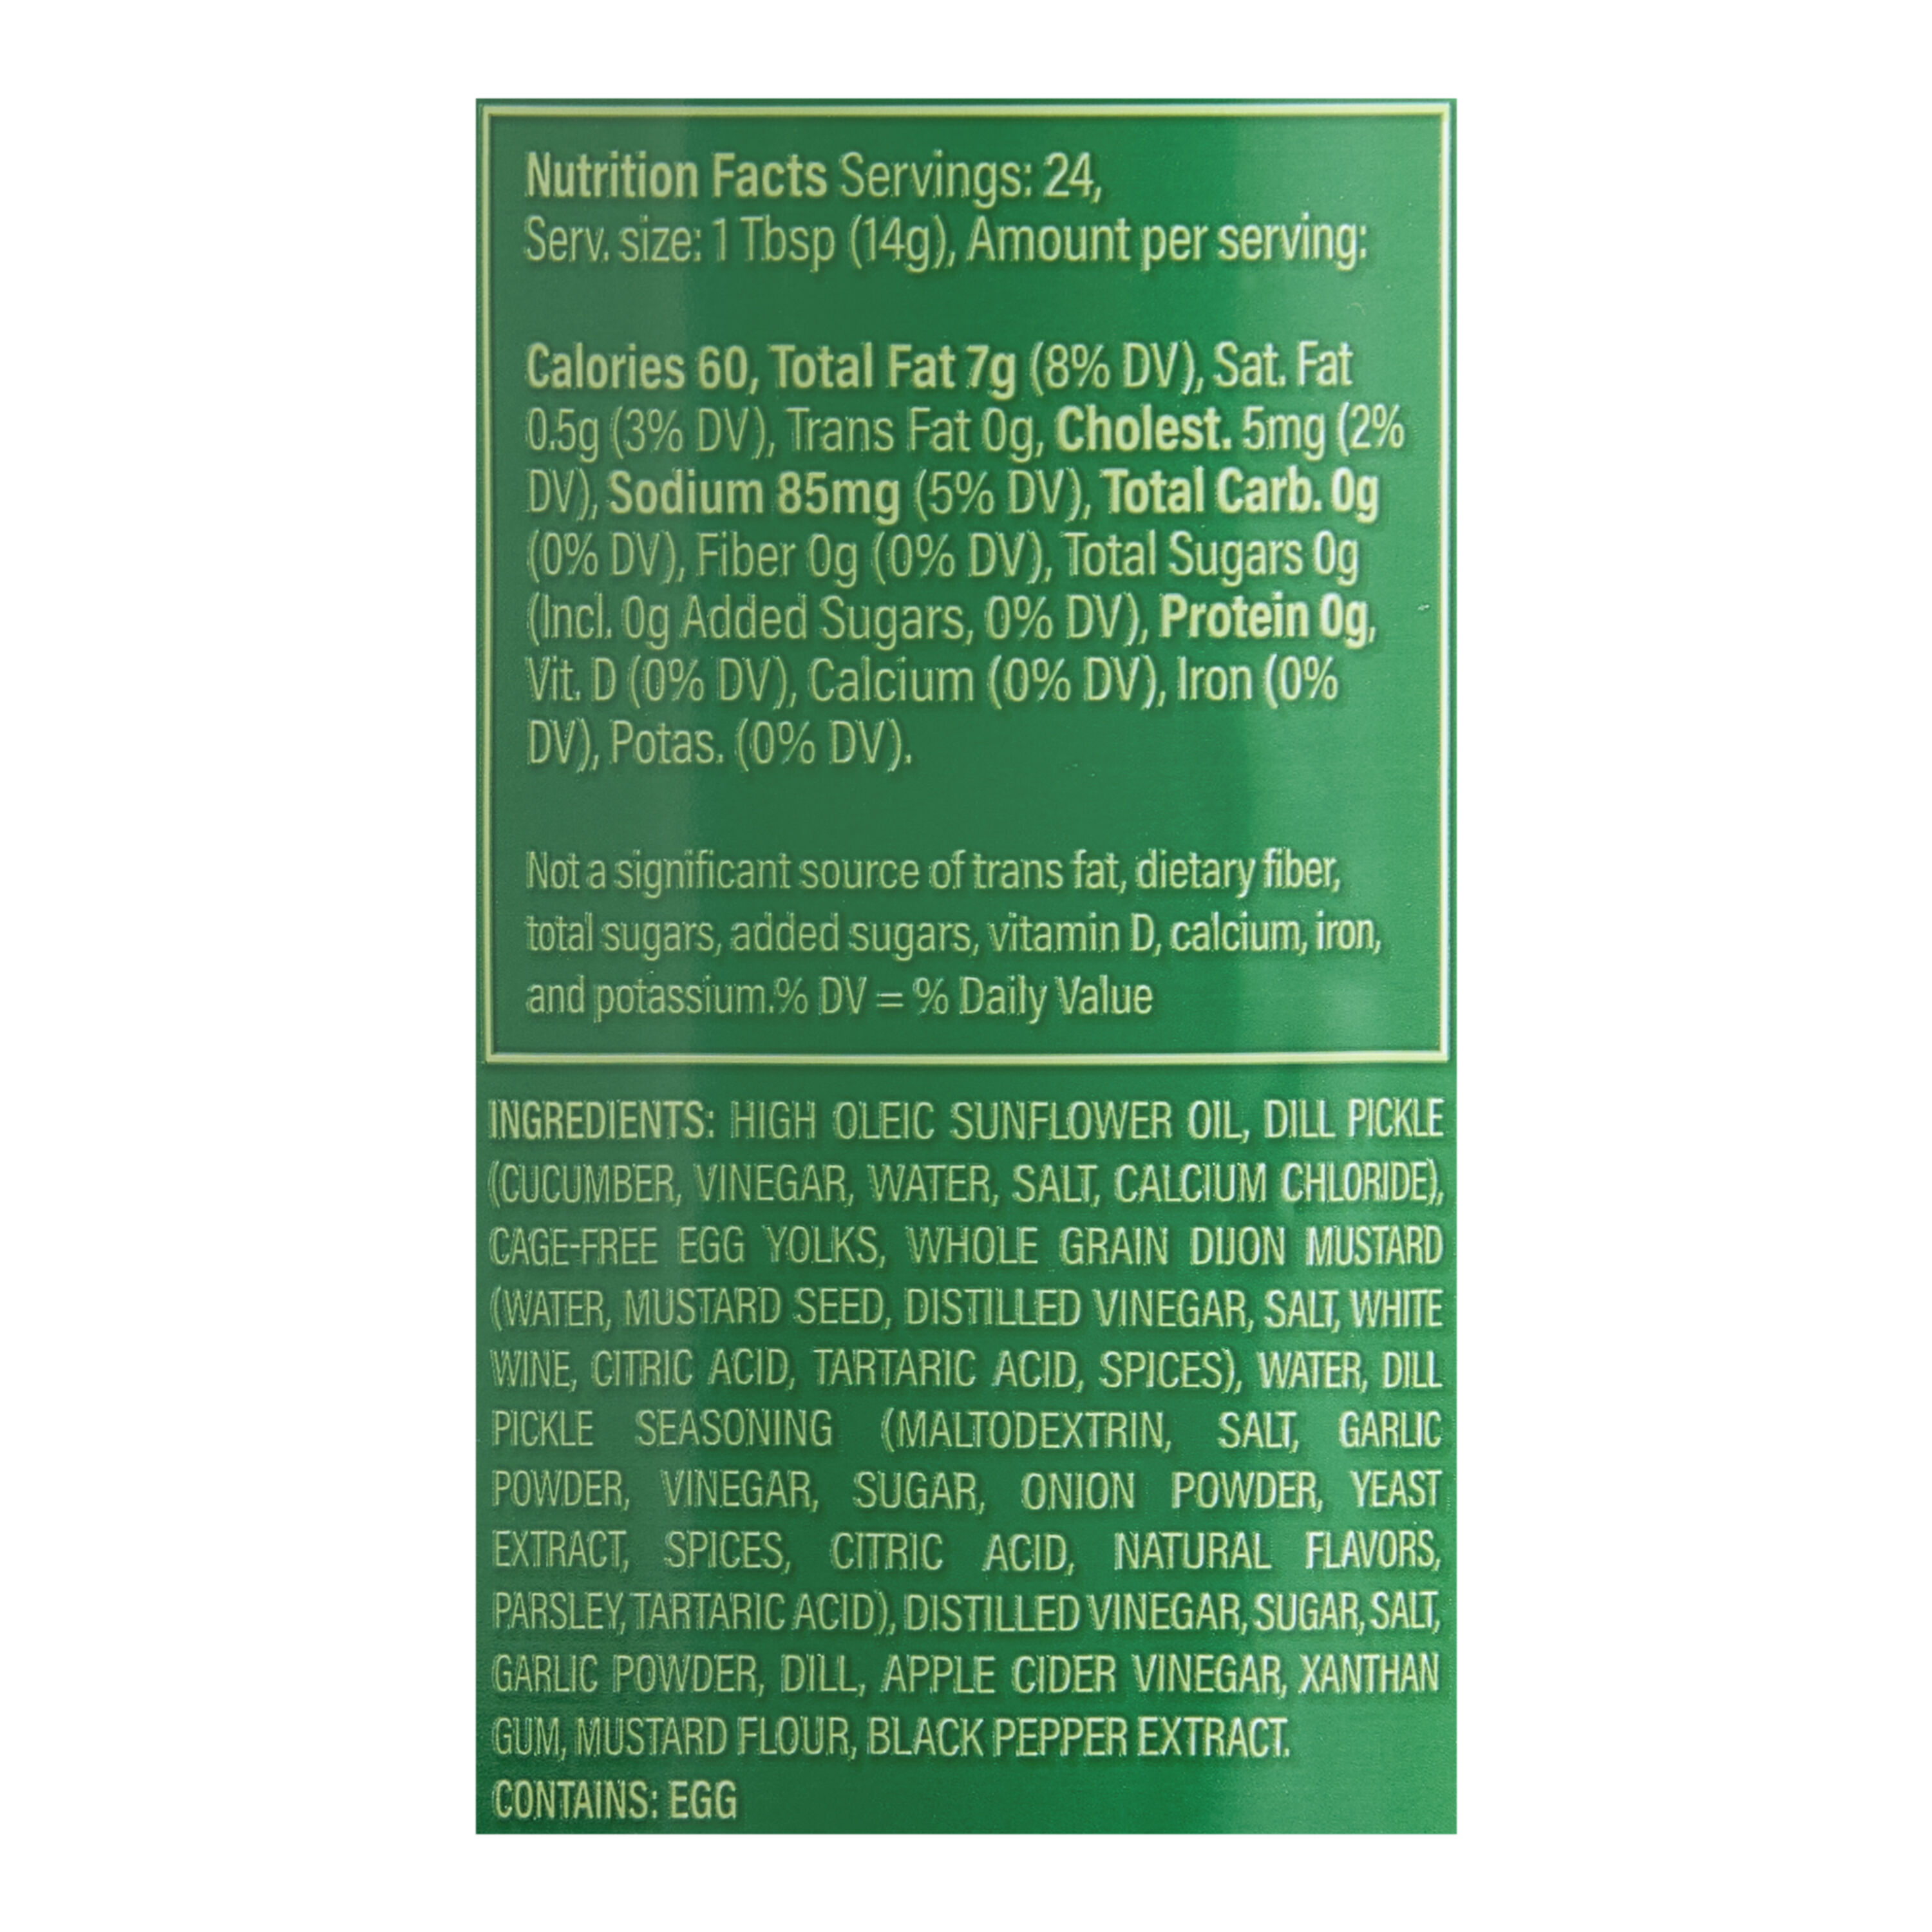 Nutrition Facts Servings: 24,
Serv. size: 1 Tbsp (14g), Amount per serving:
Calories 60, Total Fat 7g (8% DV), Sat. Fat
0.5g (3% DV), Trans Fat 0g, Cholest. 5mg (2%
DV), Sodium 85mg (5% DV), Total Carb. 0g
(0% DV), Fiber 0g (0% DV), Total Sugars 0g
(Incl. 0g Added Sugars, 0% DV), Protein 0g,
Vit. D (0% DV), Calcium (0% DV), Iron (0%
DV), Potas. (0% DV).
Not a significant source of trans fat, dietary fiber,
total sugars, added sugars, vitamin D, calcium, iron,
and potassium.% DV = % Daily Value
INGREDIENTS: HIGH OLEIC SUNFLOWER OIL, DILL PICKLE
(CUCUMBER, VINEGAR, WATER, SALT, CALCIUM CHLORIDE),
CAGE-FREE EGG YOLKS, WHOLE GRAIN DIJON MUSTARD
(WATER, MUSTARD SEED, DISTILLED VINEGAR, SALT, WHITE
WINE, CITRIC ACID, TARTARIC ACID, SPICES), WATER, DILL
PICKLE SEASONING (MALTODEXTRIN, SALT, GARLIC
POWDER, VINEGAR, SUGAR, ONION POWDER, YEAST
EXTRACT, SPICES, CITRIC ACID, NATURAL FLAVORS,
PARSLEY, TARTARIC ACID), DISTILLED VINEGAR, SUGAR, SALT,
GARLIC POWDER, DILL, APPLE CIDER VINEGAR, XANTHAN
GUM, MUSTARD FLOUR, BLACK PEPPER EXTRACT.
CONTAINS: EGG